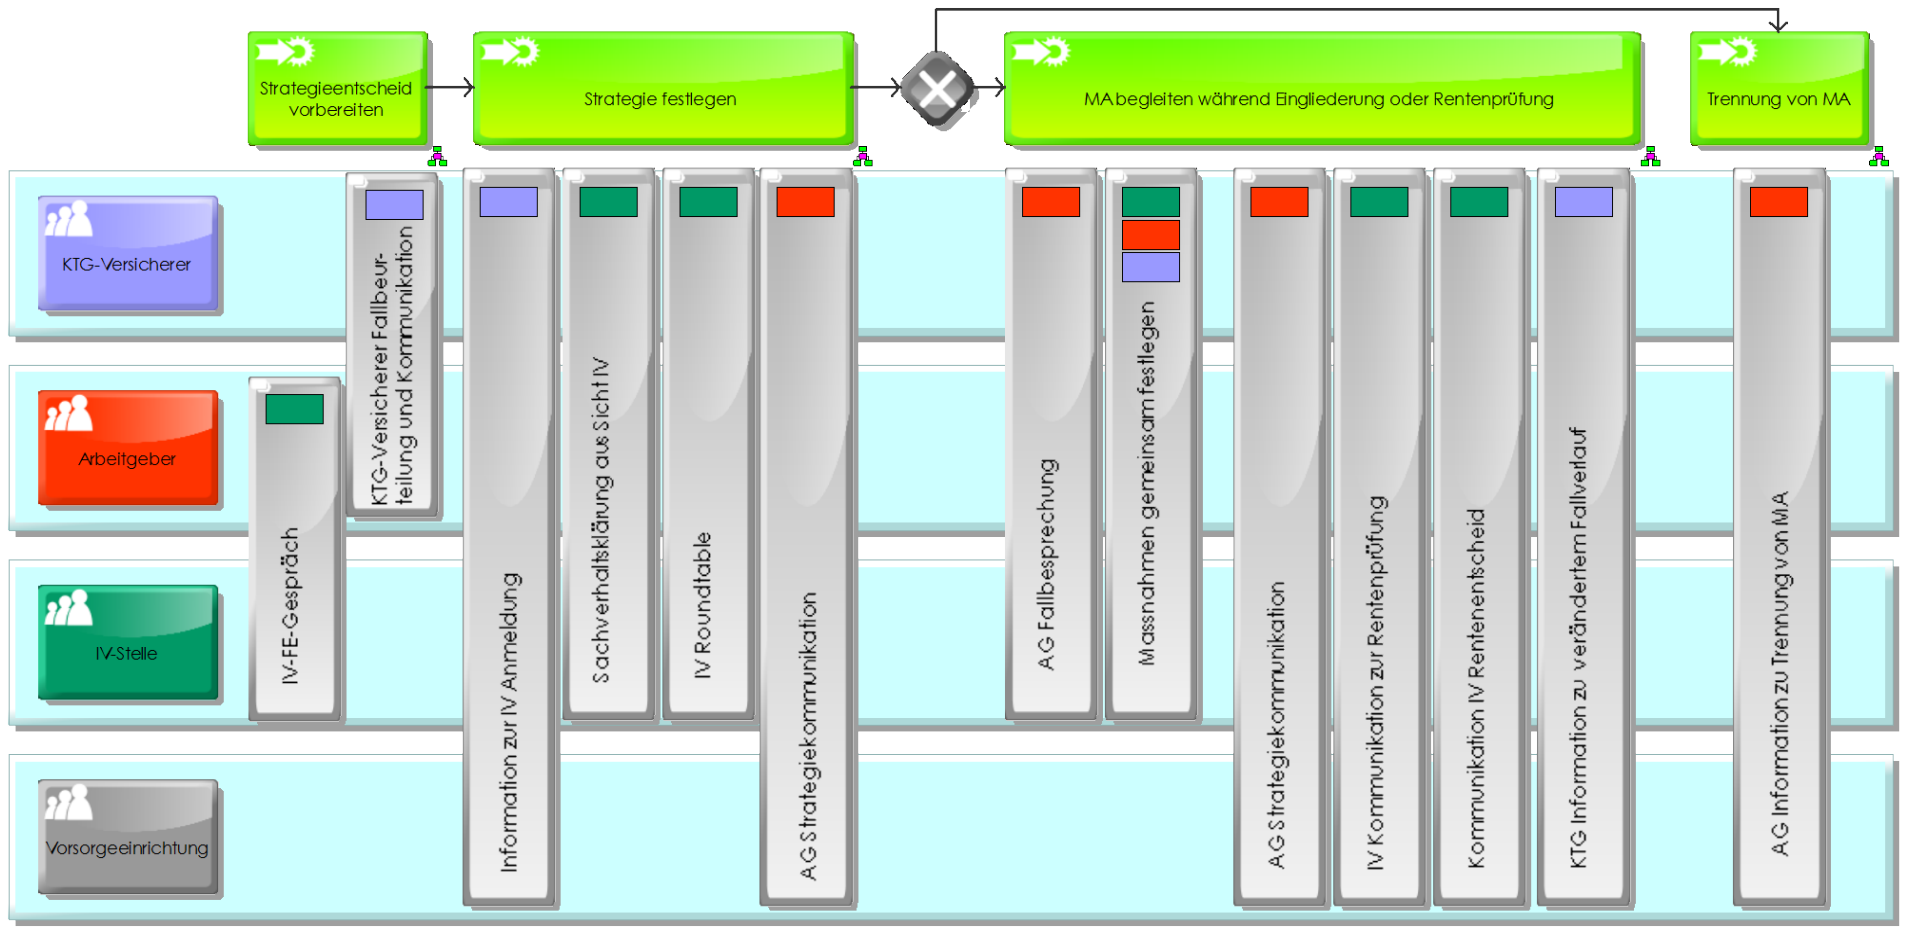 Strategieentscheid
vorbereiten
Strategie festlegen
MA begleiten während Eingliederung oder Rentenprüfung
Trennung von MA
KTG-Versicherer
Arbeitgeber
IV-Stelle
Vorsorgeeinrichtung
IV-FE-Gespräch
KTG-Versicherer Fallbeur-
teilung und Kommunikation
Information zur IV Anmeldung
Sachverhaltsklärung aus Sicht IV
IV Roundtable
AG Strategiekommunikation
AG Fallbesprechung
Massnahmen gemeinsam festlegen
AG Strategiekommunikation
IV Kommunikation zur Rentenprüfung
Kommunikation IV Rentenentscheid
KTG Information zu verändertem Fallverlauf
AG Information zu Trennung von MA